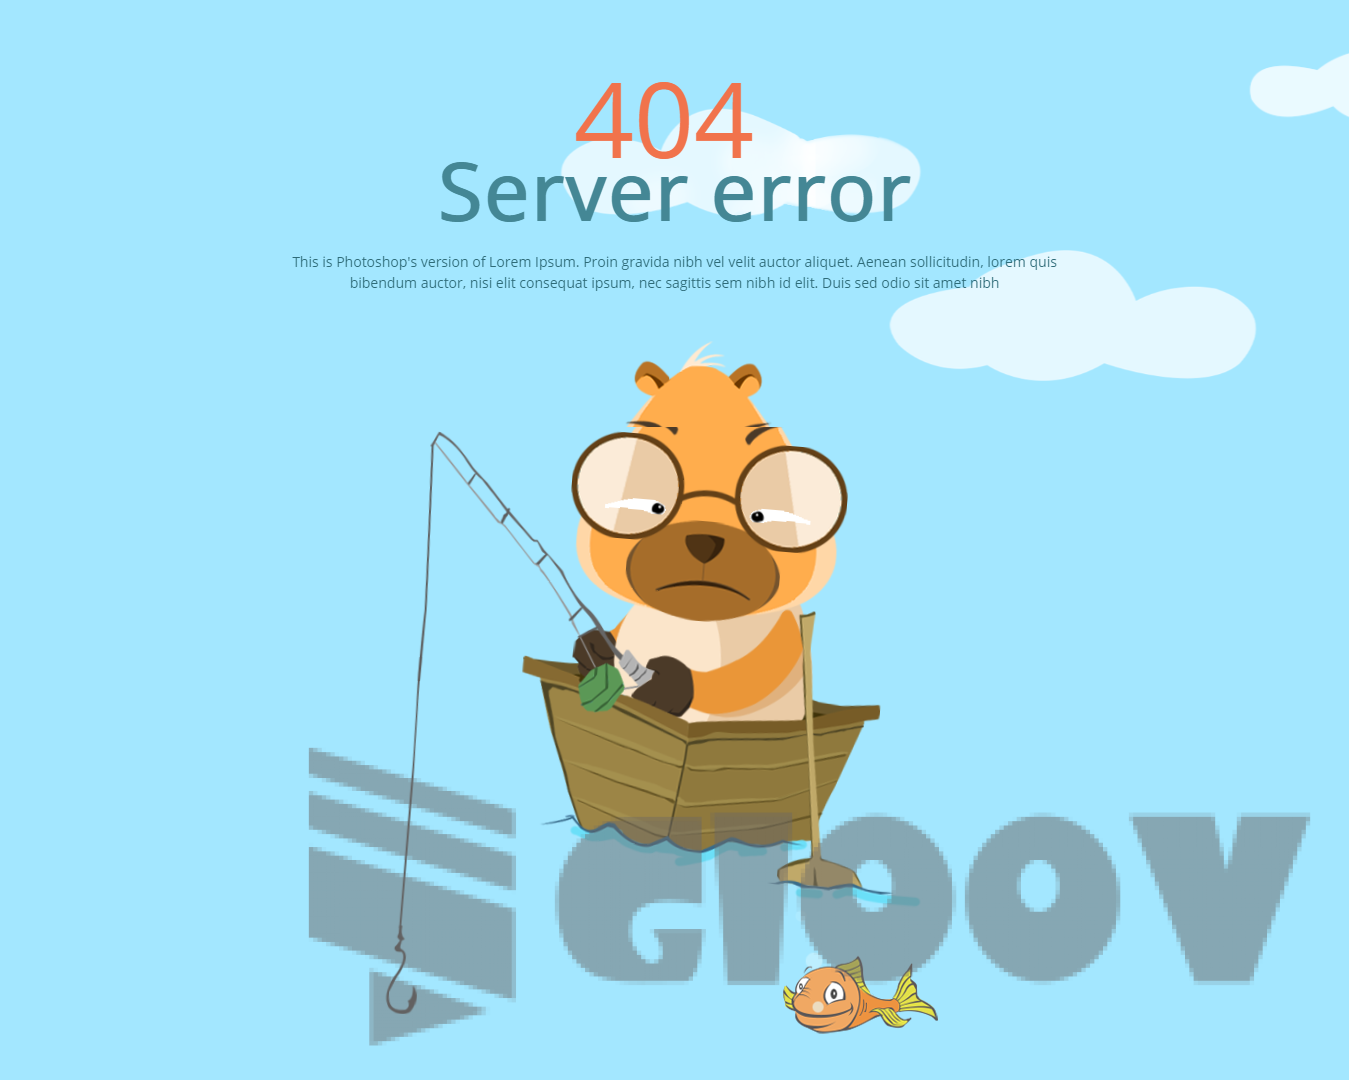 404
Server error
This is Photoshop's version of Lorem Ipsum. Proin gravida nibh vel velit auctor aliquet. Aenean sollicitudin, lorem quis
bibendum auctor, nisi elit consequat ipsum, nec sagittis sem nibh id elit. Duis sed odio sit amet nibh
GIOOV